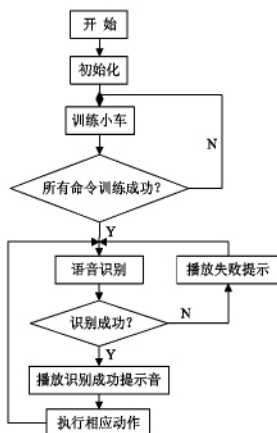 开 始
初始化
训练小车
N
所有命令训练成功?
Y
语音识别
播放失败提示
识别成功?
N
Y
播放识别成功提示音
执行相应动作